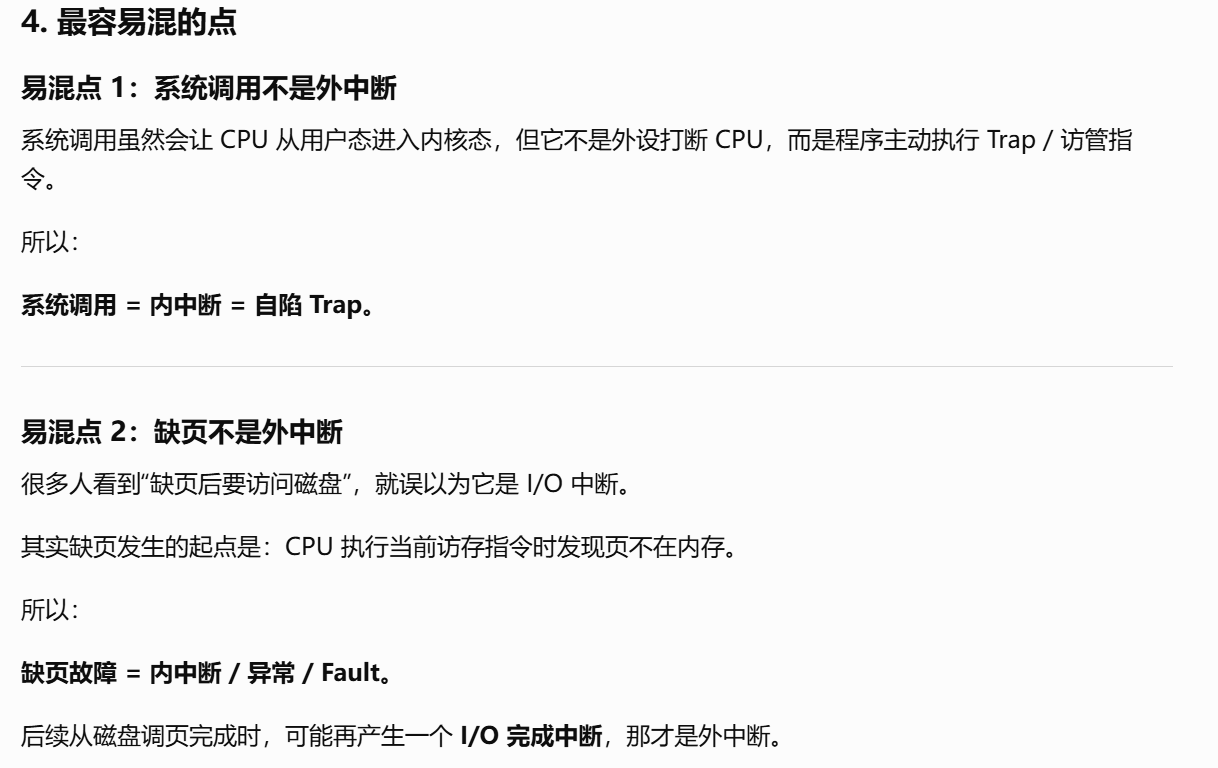 4. 最容易混的点
易混点 1：系统调用不是外中断
系统调用虽然会让 CPU 从用户态进入内核态，但它不是外设打断 CPU，而是程序主动执行 Trap / 访管指
令。
所以：
系统调用 = 内中断 = 自陷 Trap。
易混点 2：缺页不是外中断
很多人看到“缺页后要访问磁盘”，就误以为它是 I/O 中断。
其实缺页发生的起点是：CPU 执行当前访存指令时发现页不在内存。
所以：
缺页故障 = 内中断 / 异常 / Fault。
后续从磁盘调页完成时，可能再产生一个 I/O 完成中断，那才是外中断。